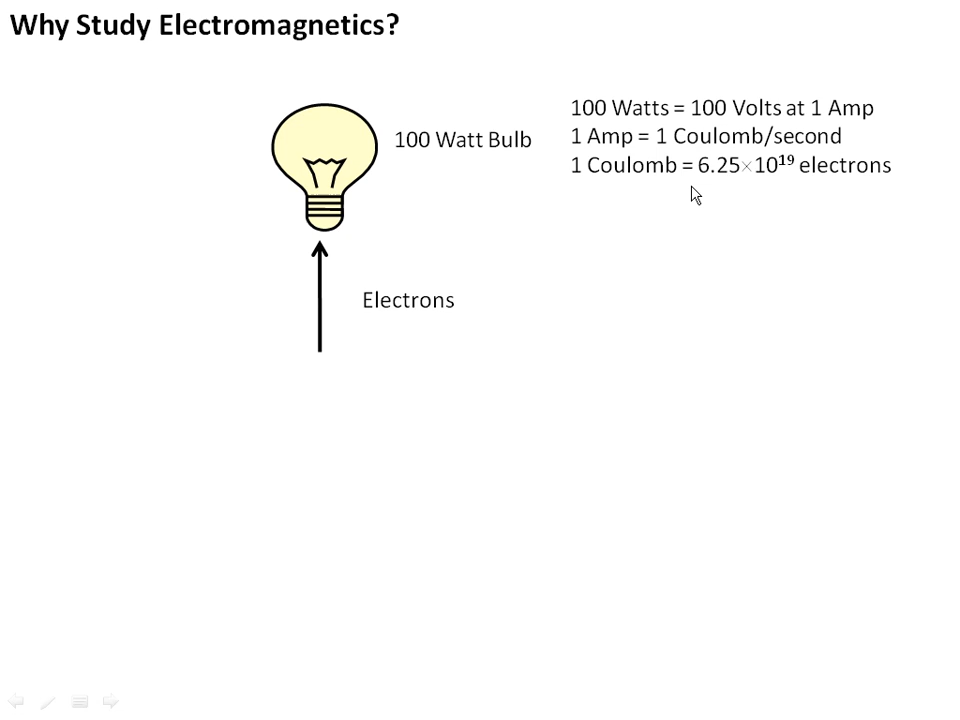 Why Study Electromagnetics?
100 Watt Bulb
100 Watts = 100 Volts at 1 Amp
1 Amp = 1 Coulomb/second
1 Coulomb = 6.25×10¹⁹ electrons
Electrons